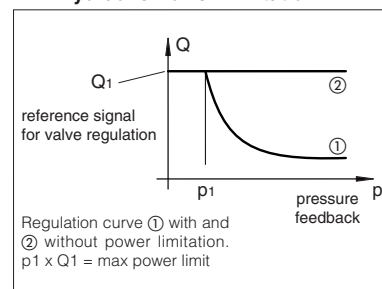 Q
Q1
reference signal
for valve regulation
②
①
p1
p
pressure
feedback
Regulation curve ① with and
② without power limitation.
p1 x Q1 = max power limit